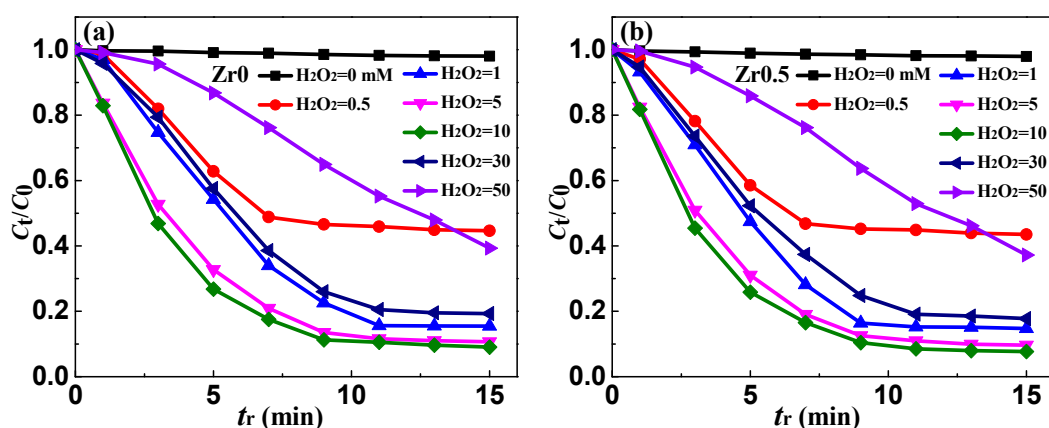 (a)
Zr0
H₂O₂=0 mM
H₂O₂=1
H₂O₂=0.5
H₂O₂=5
H₂O₂=10
H₂O₂=30
H₂O₂=50
1.0
0.8
0.6
0.4
0.2
0.0
Ct/C0
0 5 10 15
tr (min)
(b)
Zr0.5
H₂O₂=0 mM
H₂O₂=1
H₂O₂=0.5
H₂O₂=5
H₂O₂=10
H₂O₂=30
H₂O₂=50
1.0
0.8
0.6
0.4
0.2
0.0
Ct/C0
0 5 10 15
tr (min)